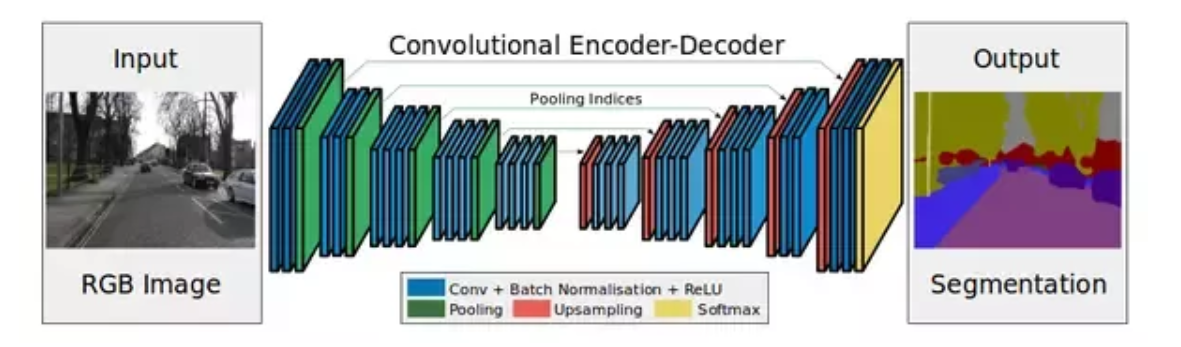 Input
RGB Image
Convolutional Encoder-Decoder
Pooling Indices
Conv + Batch Normalisation + ReLU
Pooling Upsampling Softmax
Output
Segmentation